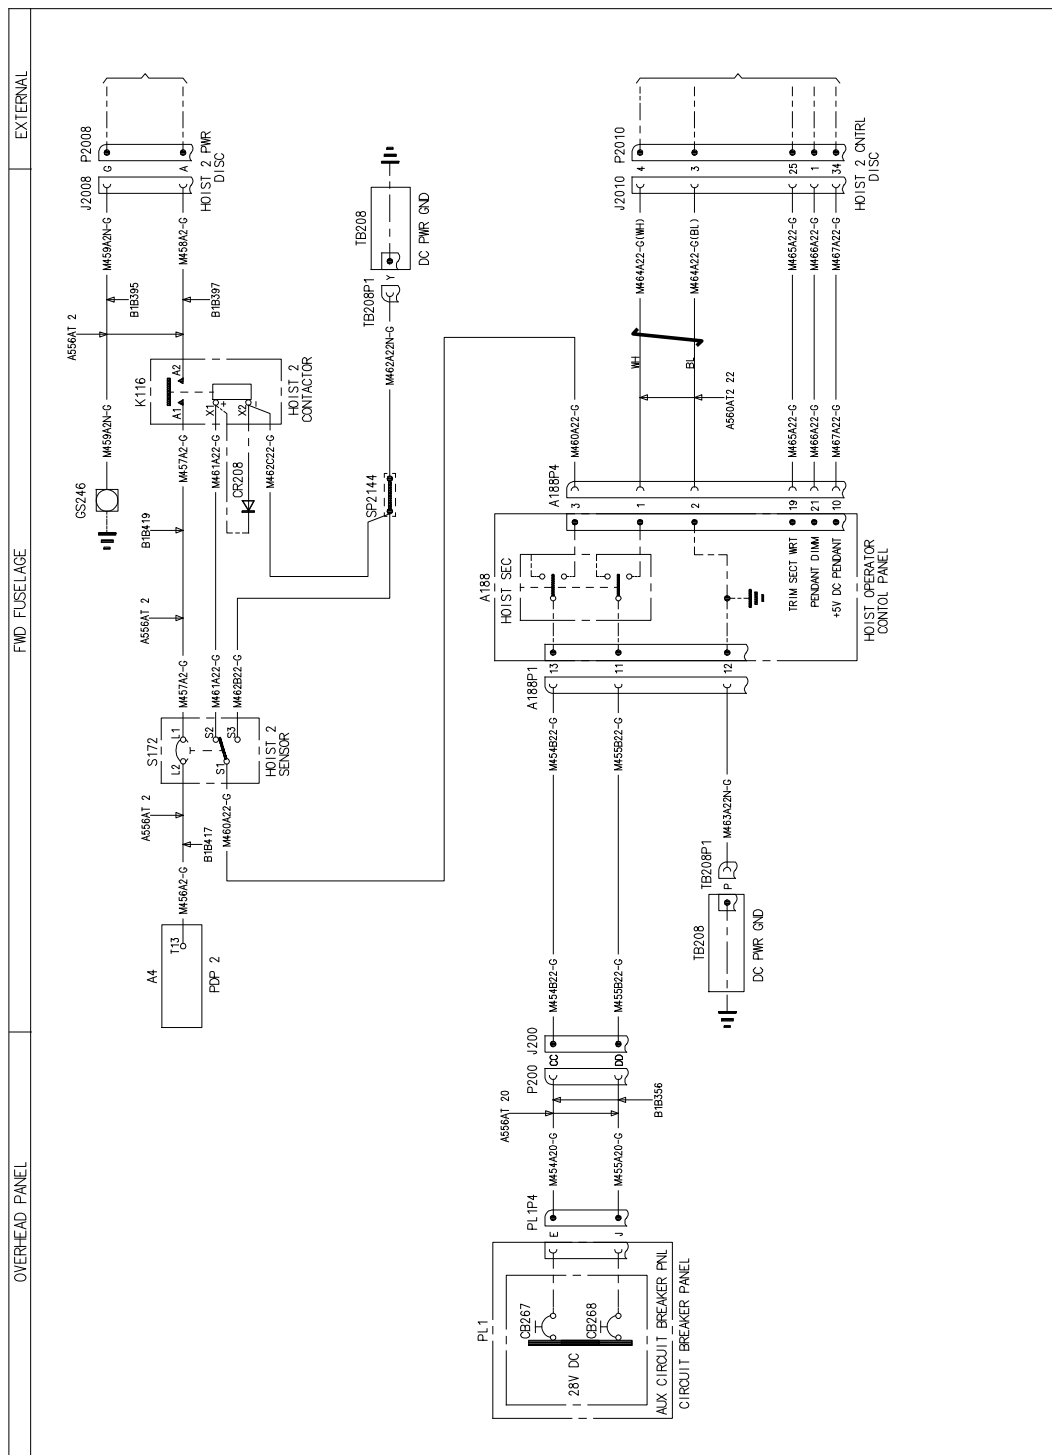 EXTERNAL
FWD FUSELAGE
OVERHEAD PANEL
P2008
J2008
G
A
HOIST 2 PWR
DISC
M459A2N-G
M458A2-G
B1B395
B1B397
A556AT 2
K116
A1
A2
X1
+
X2
-
HOIST 2
CONTACTOR
M459A2N-G
GS246
M457A2-G
M461A22-G
CR208
M462C22-G
B1B419
A556AT 2
M457A2-G
M461A22-G
M462B22-G
S172
L1
L2
S2
S3
S1
HOIST 2
SENSOR
A556AT 2
B1B417
M460A22-G
M456A2-G
A4
T13
PDP 2
TB208
DC PWR GND
TB208P1
Y
M462A22N-G
SP2144
P2010
J2010
4
3
25
1
34
HOIST 2 CNTRL
DISC
M464A22-G(WH)
M464A22-G(BL)
M465A22-G
M466A22-G
M467A22-G
WH
BL
A560AT2 22
M460A22-G
M465A22-G
M466A22-G
M467A22-G
A188P4
3
1
2
19
21
10
A188
HOIST SEC
TRIM SECT WRT
PENDANT DIMM
+5V DC PENDANT
HOIST OPERATOR
CONTOL PANEL
A188P1
13
11
12
M454B22-G
M455B22-G
M463A22N-G
TB208P1
P
TB208
DC PWR GND
M454B22-G
M455B22-G
J200
P200
CC
DD
A556AT 20
B1B356
M454A20-G
M455A20-G
PL1P4
E
J
PL1
CB267
CB268
28V DC
AUX CIRCUIT BREAKER PNL
CIRCUIT BREAKER PANEL